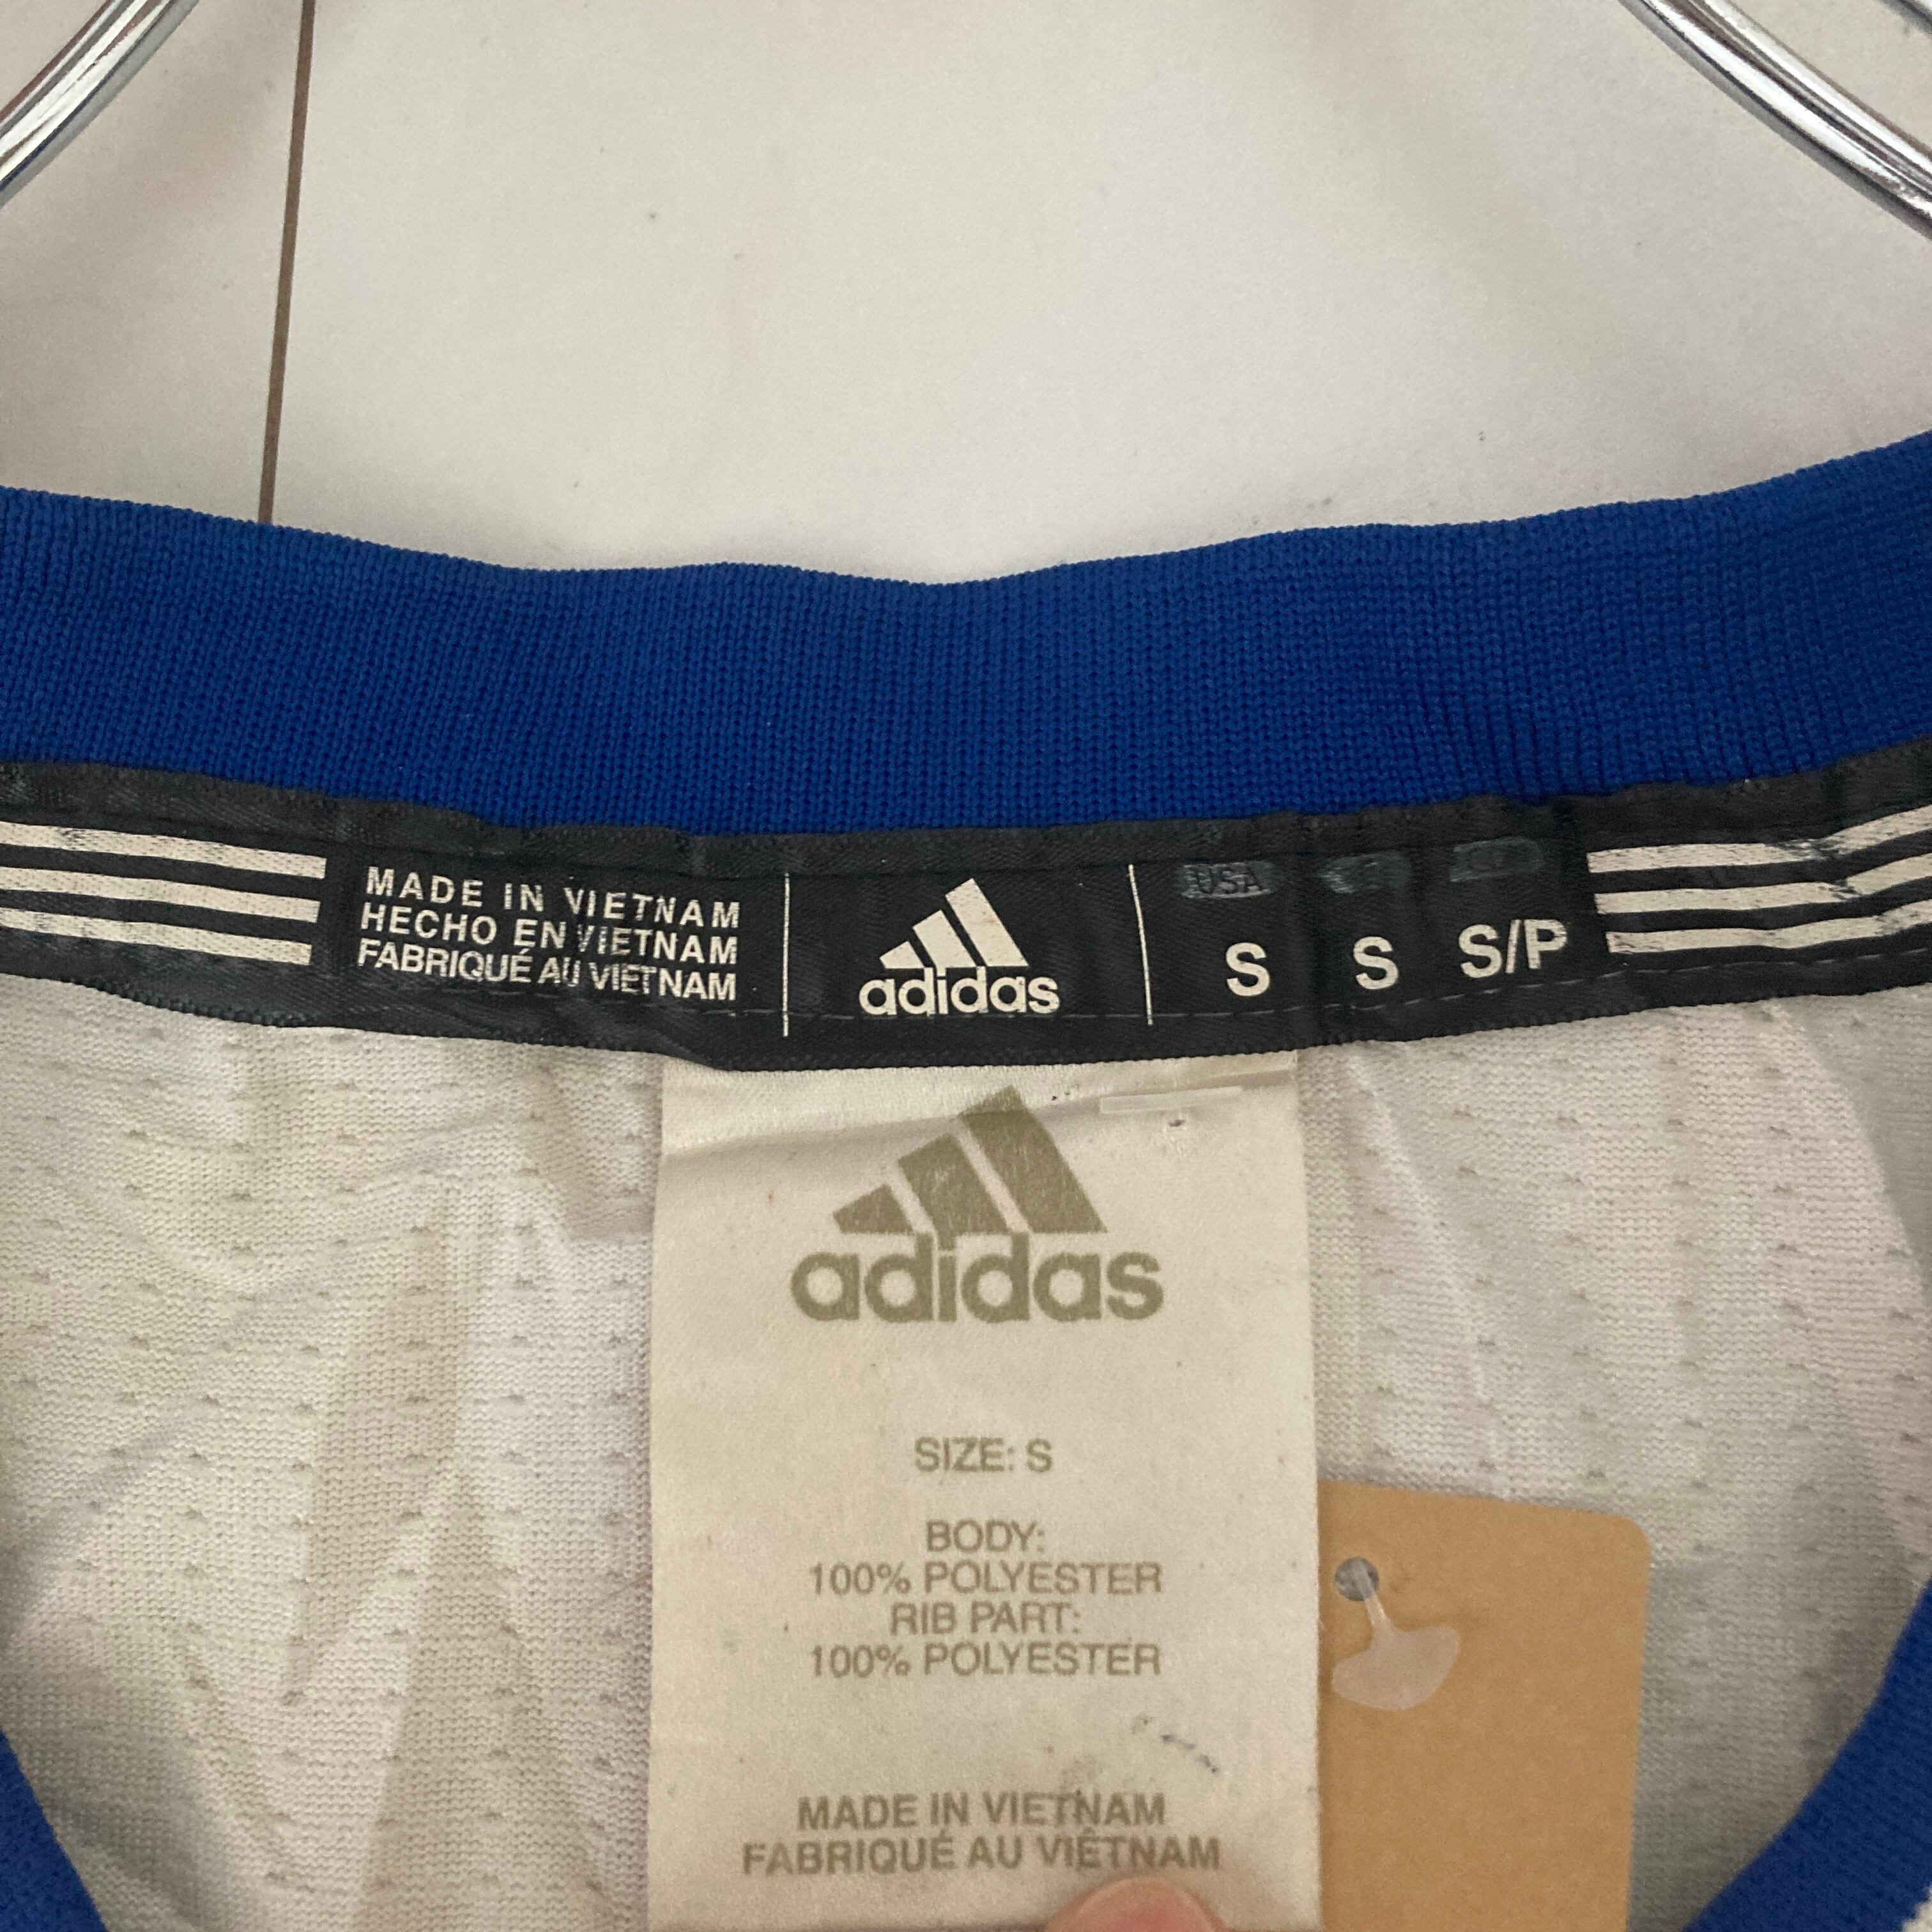 MADE IN VIETNAM
HECHO EN VIETNAM
FABRIQUÉ AU VIETNAM
adidas
USA
S S S/P
adidas
SIZE: S
BODY:
100% POLYESTER
RIB PART:
100% POLYESTER
MADE IN VIETNAM
FABRIQUÉ AU VIETNAM